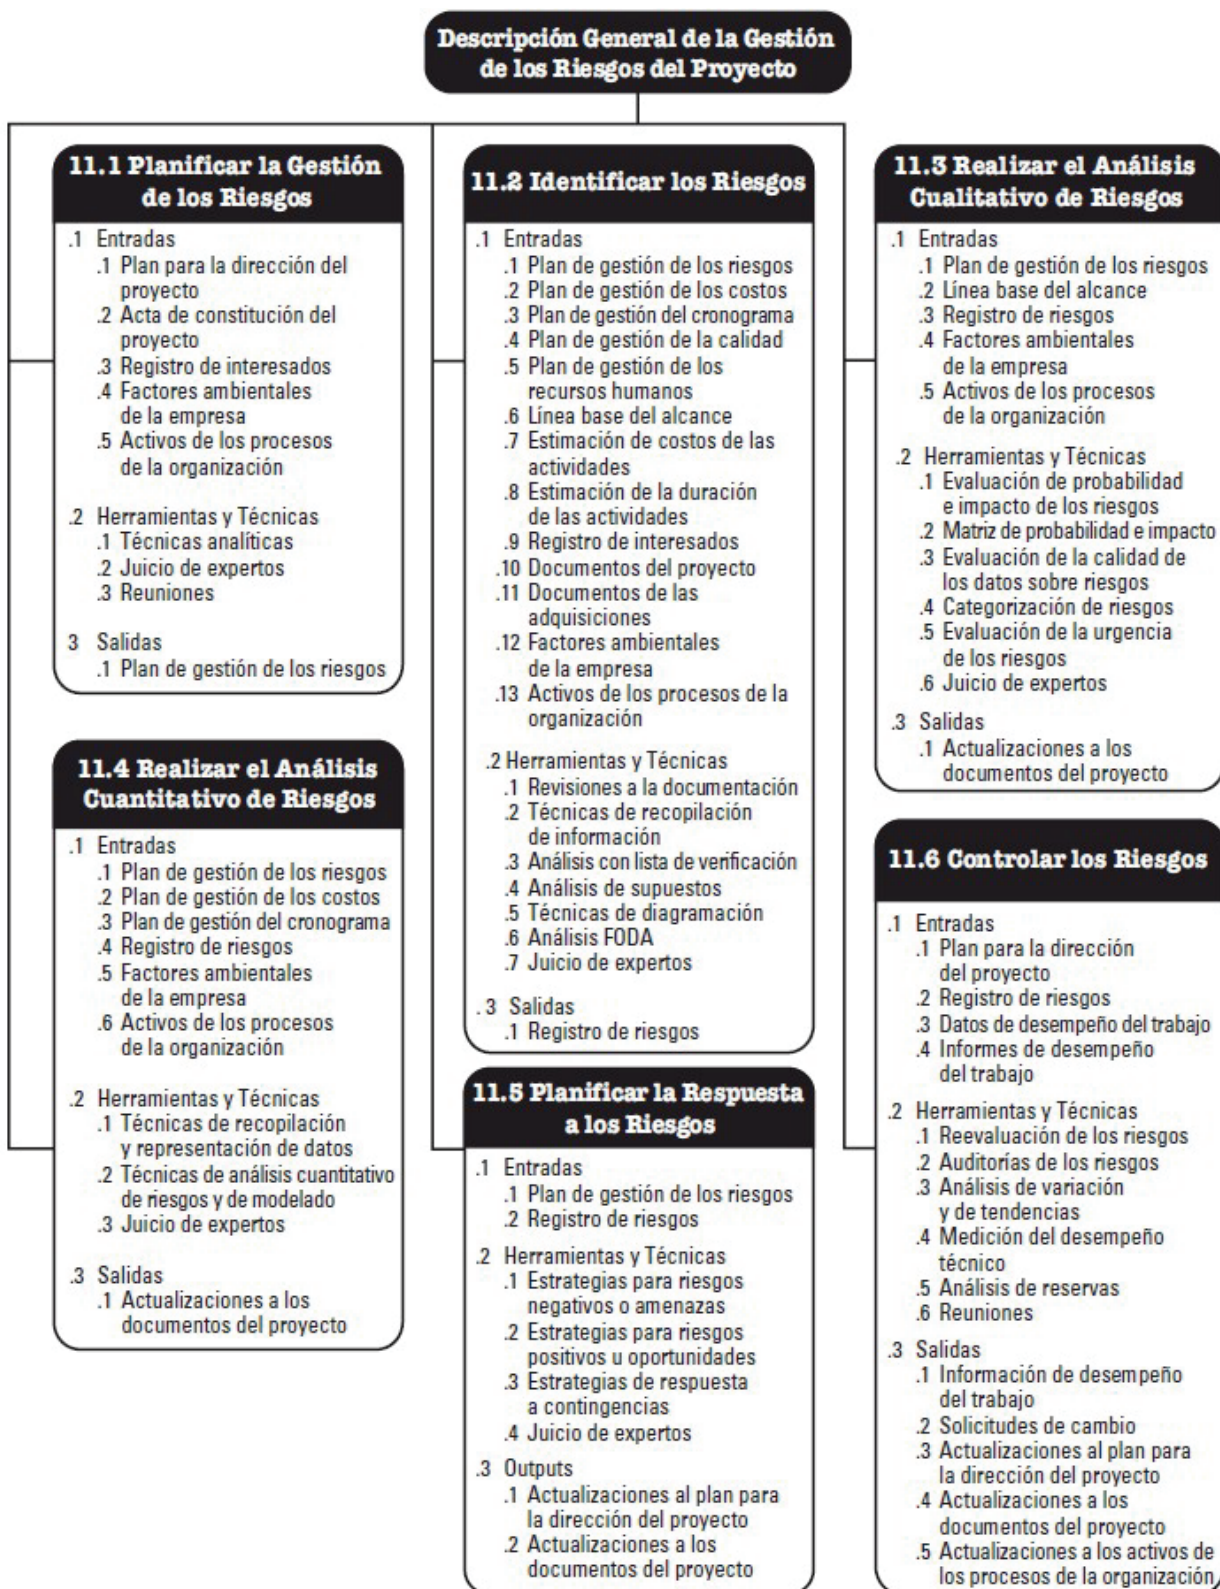 Descripción General de la Gestión
de los Riesgos del Proyecto
11.1 Planificar la Gestión
de los Riesgos
.1 Entradas
.1 Plan para la dirección del
proyecto
.2 Acta de constitución del
proyecto
.3 Registro de interesados
.4 Factores ambientales
de la empresa
.5 Activos de los procesos
de la organización
.2 Herramientas y Técnicas
.1 Técnicas analíticas
.2 Juicio de expertos
.3 Reuniones
3 Salidas
.1 Plan de gestión de los riesgos
11.2 Identificar los Riesgos
.1 Entradas
.1 Plan de gestión de los riesgos
.2 Plan de gestión de los costos
.3 Plan de gestión del cronograma
.4 Plan de gestión de la calidad
.5 Plan de gestión de los
recursos humanos
.6 Línea base del alcance
.7 Estimación de costos de las
actividades
.8 Estimación de la duración
de las actividades
.9 Registro de interesados
.10 Documentos del proyecto
.11 Documentos de las
adquisiciones
.12 Factores ambientales
de la empresa
.13 Activos de los procesos de la
organización
.2 Herramientas y Técnicas
.1 Revisiones a la documentación
.2 Técnicas de recopilación
de información
.3 Análisis con lista de verificación
.4 Análisis de supuestos
.5 Técnicas de diagramación
.6 Análisis FODA
.7 Juicio de expertos
. 3 Salidas
.1 Registro de riesgos
11.3 Realizar el Análisis
Cualitativo de Riesgos
.1 Entradas
.1 Plan de gestión de los riesgos
.2 Línea base del alcance
.3 Registro de riesgos
.4 Factores ambientales
de la empresa
.5 Activos de los procesos
de la organización
.2 Herramientas y Técnicas
.1 Evaluación de probabilidad
e impacto de los riesgos
.2 Matriz de probabilidad e impacto
.3 Evaluación de la calidad de
los datos sobre riesgos
.4 Categorización de riesgos
.5 Evaluación de la urgencia
de los riesgos
.6 Juicio de expertos
.3 Salidas
.1 Actualizaciones a los
documentos del proyecto
11.4 Realizar el Análisis
Cuantitativo de Riesgos
.1 Entradas
.1 Plan de gestión de los riesgos
.2 Plan de gestión de los costos
.3 Plan de gestión del cronograma
.4 Registro de riesgos
.5 Factores ambientales
de la empresa
.6 Activos de los procesos
de la organización
.2 Herramientas y Técnicas
.1 Técnicas de recopilación
y representación de datos
.2 Técnicas de análisis cuantitativo
de riesgos y de modelado
.3 Juicio de expertos
.3 Salidas
.1 Actualizaciones a los
documentos del proyecto
11.5 Planificar la Respuesta
a los Riesgos
.1 Entradas
.1 Plan de gestión de los riesgos
.2 Registro de riesgos
.2 Herramientas y Técnicas
.1 Estrategias para riesgos
negativos o amenazas
.2 Estrategias para riesgos
positivos u oportunidades
.3 Estrategias de respuesta
a contingencias
.4 Juicio de expertos
.3 Outputs
.1 Actualizaciones al plan para
la dirección del proyecto
.2 Actualizaciones a los
documentos del proyecto
11.6 Controlar los Riesgos
.1 Entradas
.1 Plan para la dirección
del proyecto
.2 Registro de riesgos
.3 Datos de desempeño del trabajo
.4 Informes de desempeño
del trabajo
.2 Herramientas y Técnicas
.1 Reevaluación de los riesgos
.2 Auditorías de los riesgos
.3 Análisis de variación
y de tendencias
.4 Medición del desempeño
técnico
.5 Análisis de reservas
.6 Reuniones
.3 Salidas
.1 Información de desempeño
del trabajo
.2 Solicitudes de cambio
.3 Actualizaciones al plan para
la dirección del proyecto
.4 Actualizaciones a los
documentos del proyecto
.5 Actualizaciones a los activos de
los procesos de la organización